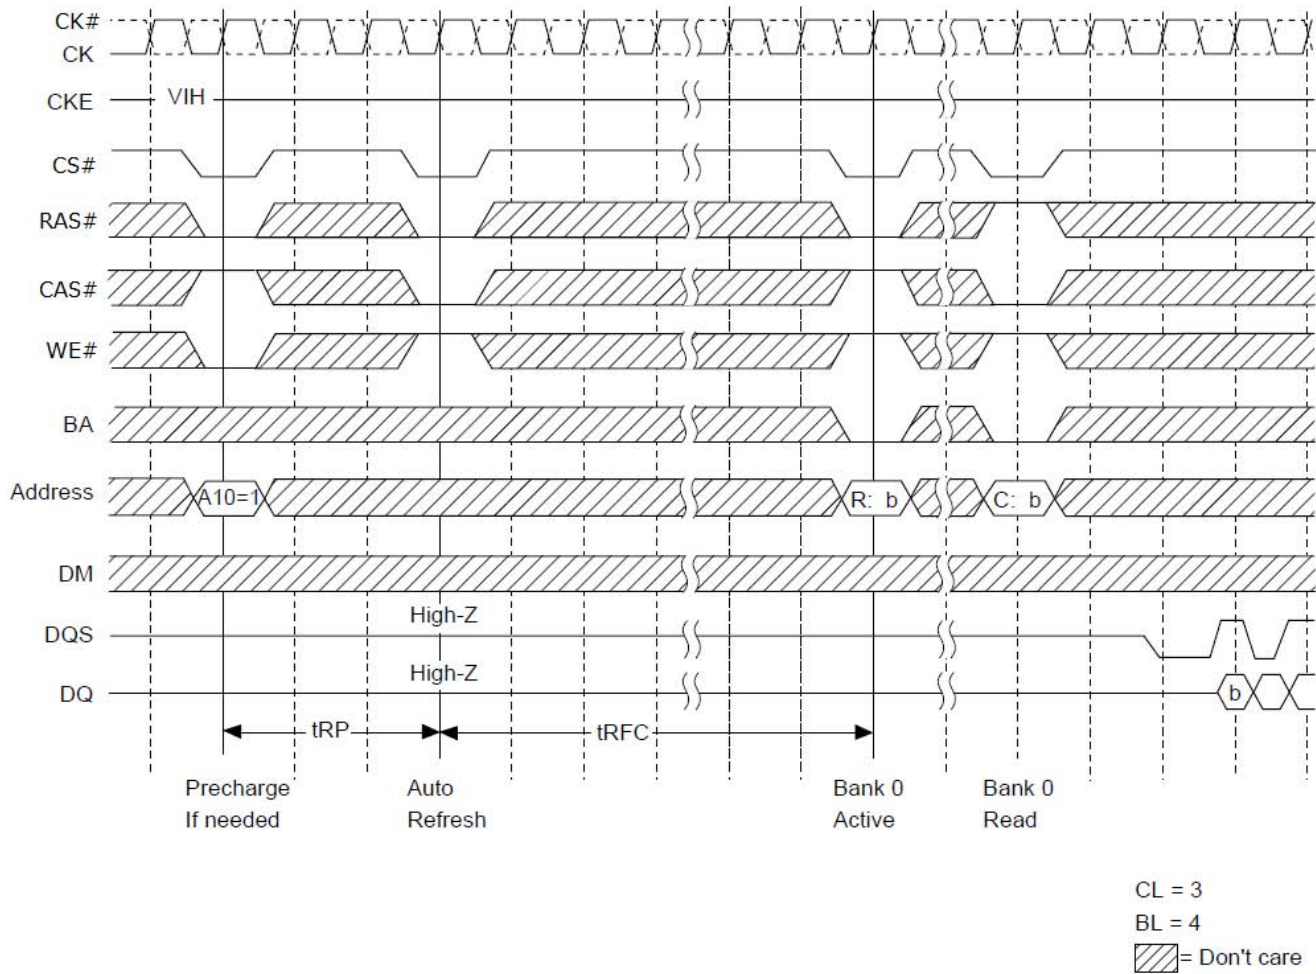 CK#
CK
CKE
VIH
CS#
RAS#
CAS#
WE#
BA
Address
A10=1
R: b
C: b
DM
DQS
High-Z
DQ
High-Z
b
tRP
tRFC
Precharge
If needed
Auto
Refresh
Bank 0
Active
Bank 0
Read
CL = 3
BL = 4
= Don't care